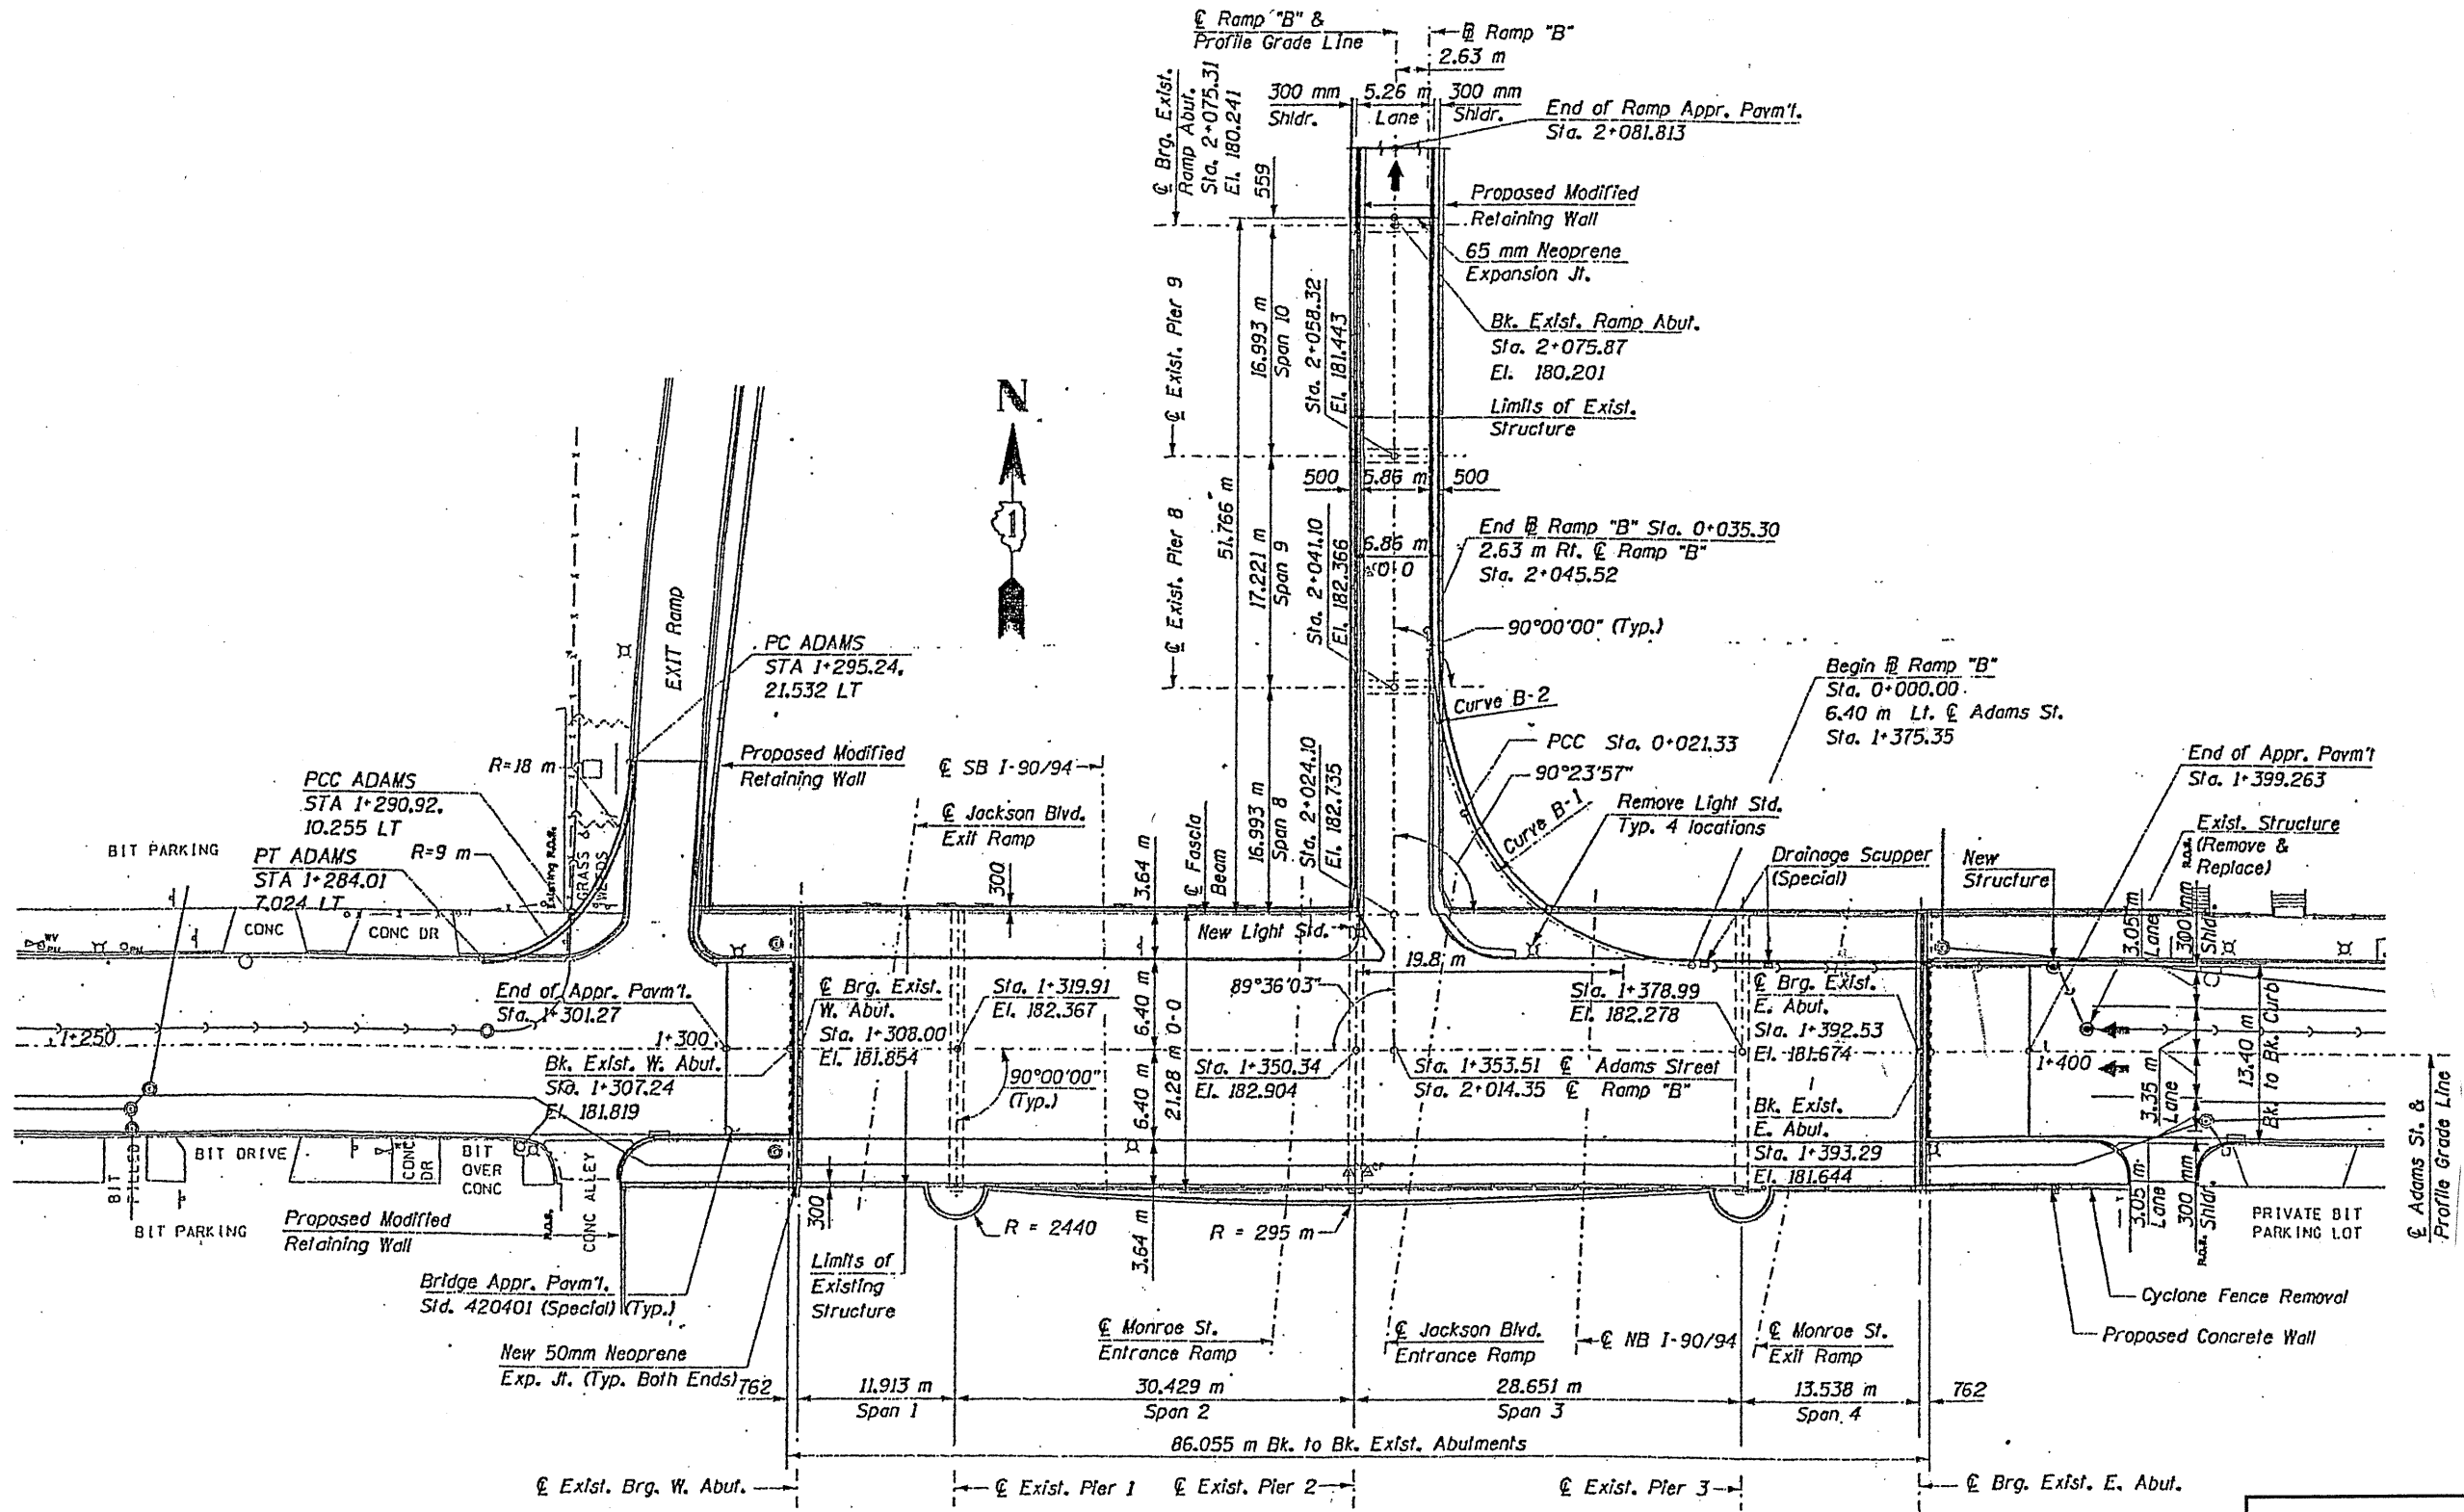 ℄ Ramp "B" &
Profile Grade Line
℄ Brg. Exist.
Ramp Abut.
Sta. 2+075.31
El. 180.241
559
℔ Ramp "B"
2.63 m
300 mm
Shldr.
5.26 m
Lane
300 mm
Shldr.
End of Ramp Appr. Pavm't.
Sta. 2+081.813
Proposed Modified
Retaining Wall
65 mm Neoprene
Expansion Jt.
Bk. Exist. Ramp Abut.
Sta. 2+075.87
El. 180.201
Limits of Exist.
Structure
℄ Exist. Pier 9
16.993 m
Span 10
Sta. 2+058.32
El. 181.443
500
5.86 m
500
51.766 m
℄ Exist. Pier 8
17.221 m
Span 9
Sta. 2+041.10
El. 182.366
6.86 m
0-0
End ℔ Ramp "B" Sta. 0+035.30
2.63 m Rt. ℄ Ramp "B"
Sta. 2+045.52
90°00'00" (Typ.)
Begin ℔ Ramp "B"
Sta. 0+000.00
6.40 m Lt. ℄ Adams St.
Sta. 1+375.35
Curve B-2
PCC Sta. 0+021.33
90°23'57"
Curve B-1
Remove Light Std.
Typ. 4 locations
Drainage Scupper
(Special)
New
Structure
End of Appr. Pavm't
Sta. 1+399.263
Exist. Structure
(Remove &
Replace)
R.O.R.
16.993 m
Span 8
Sta. 2+024.10
El. 182.735
℄ Fascia
Beam
N
1
EXIT Ramp
PC ADAMS
STA 1+295.24,
21.532 LT
Proposed Modified
Retaining Wall
℄ SB I-90/94
℄ Jackson Blvd.
Exit Ramp
R=18 m
PCC ADAMS
STA 1+290.92,
10.255 LT
PT ADAMS
STA 1+284.01
7.024 LT
R=9 m
BIT PARKING
Existing R.O.R.
GRASS
WEEDS
CONC
CONC DR
300
3.64 m
New Light Std.
19.8 m
89°36'03"
3.05 m
Lane
300 mm
Shldr.
End of Appr. Pavm't.
Sta. 1+301.27
1+250
1+300
Bk. Exist. W. Abut.
Sta. 1+307.24
El. 181.819
℄ Brg. Exist.
W. Abut.
Sta. 1+308.00
El. 181.854
Sta. 1+319.91
El. 182.367
90°00'00"
(Typ.)
6.40 m
6.40 m
21.28 m 0-0
3.64 m
Sta. 1+350.34
El. 182.904
Sta. 1+353.51 ℄ Adams Street
Sta. 2+014.35 ℄ Ramp "B"
Sta. 1+378.99
El. 182.278
℄ Brg. Exist.
E. Abut.
Sta. 1+392.53
El. 181.674
Bk. Exist.
E. Abut.
Sta. 1+393.29
El. 181.644
1+400
3.35 m
Lane
13.40 m
Bk. to Bk. Curb
3.05 m
Lane
300 mm
Shldr.
R.O.R.
℄ Adams St. &
Profile Grade Line
BIT
FILLED
BIT DRIVE
CONC
DR
BIT
OVER
CONC
CONC ALLEY
R.O.R.
BIT PARKING
Proposed Modified
Retaining Wall
Bridge Appr. Pavm't.
Std. 420401 (Special) (Typ.)
New 50mm Neoprene
Exp. Jt. (Typ. Both Ends)
300
Limits of
Existing
Structure
R = 2440
R = 295 m
PRIVATE BIT
PARKING LOT
Cyclone Fence Removal
Proposed Concrete Wall
℄ Monroe St.
Entrance Ramp
℄ Jackson Blvd.
Entrance Ramp
℄ NB I-90/94
℄ Monroe St.
Exit Ramp
762
11.913 m
Span 1
30.429 m
Span 2
28.651 m
Span 3
13.538 m
Span 4
762
86.055 m Bk. to Bk. Exist. Abutments
℄ Exist. Brg. W. Abut.
℄ Exist. Pier 1
℄ Exist. Pier 2
℄ Exist. Pier 3
℄ Brg. Exist. E. Abut.